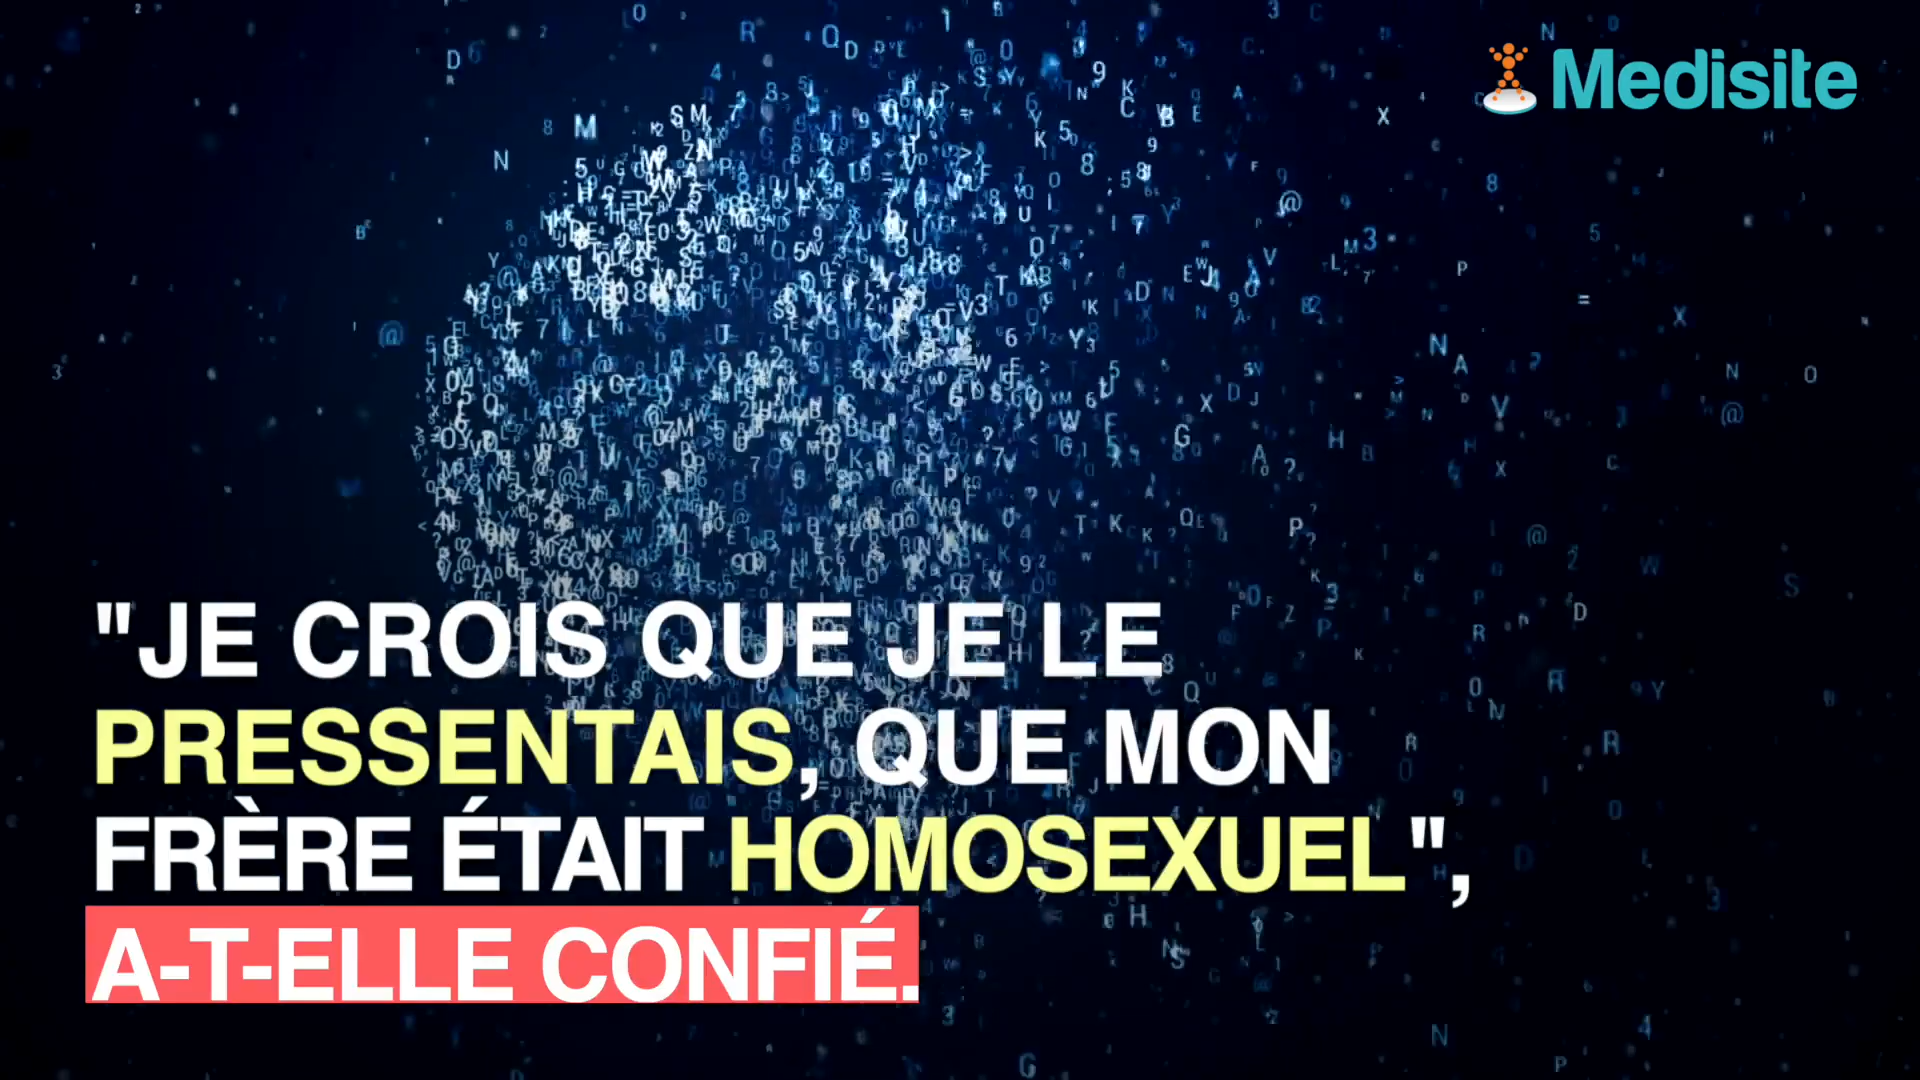 Medisite
"JE CROIS QUE JE LE
PRESSENTAIS, QUE MON
FRÈRE ÉTAIT HOMOSEXUEL",
A-T-ELLE CONFIÉ.